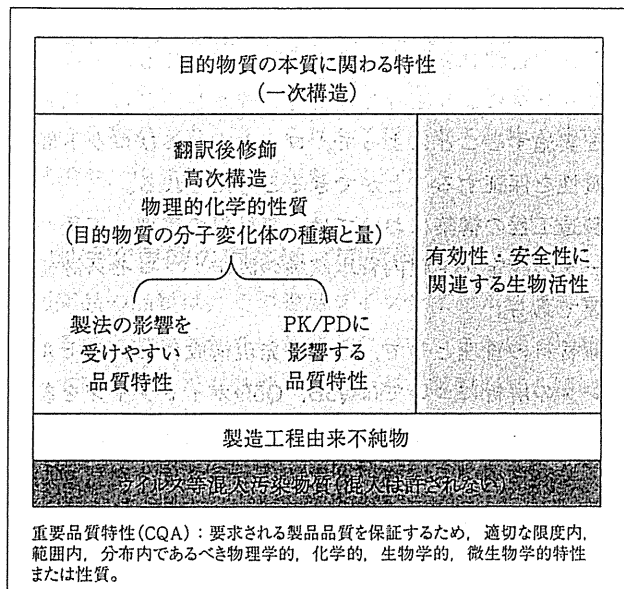 目的物質の本質に関わる特性
(一次構造)
翻訳後修飾
高次構造
物理的化学的性質
(目的物質の分子変化体の種類と量)
製法の影響を
受けやすい
品質特性
PK/PDに
影響する
品質特性
有効性・安全性に
関連する生物活性
製造工程由来不純物
ウイルス等混入汚染物質(混入は許されない)
重要品質特性(CQA):要求される製品品質を保証するため,適切な限度内,
範囲内,分布内であるべき物理学的,化学的,生物学的,微生物学的特性
または性質。